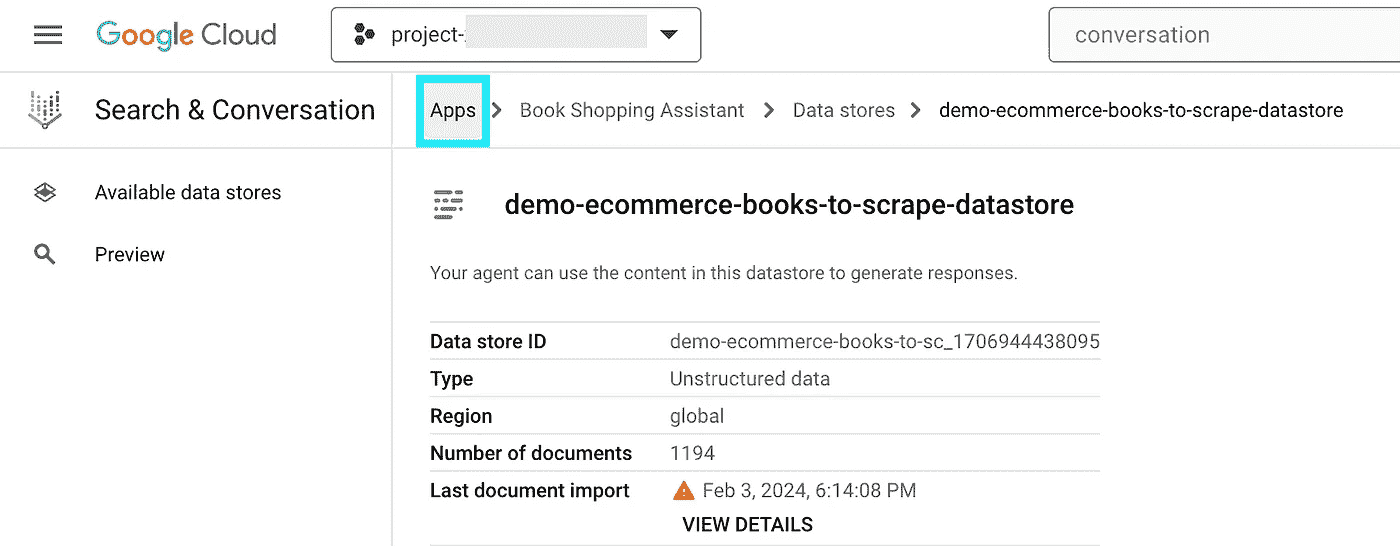 Google Cloud
project-
conversation
Search & Conversation
Apps > Book Shopping Assistant > Data stores > demo-ecommerce-books-to-scrape-datastore
Available data stores
Preview
demo-ecommerce-books-to-scrape-datastore
Your agent can use the content in this datastore to generate responses.
Data store ID demo-ecommerce-books-to-sc_1706944438095
Type Unstructured data
Region global
Number of documents 1194
Last document import Feb 3, 2024, 6:14:08 PM
VIEW DETAILS